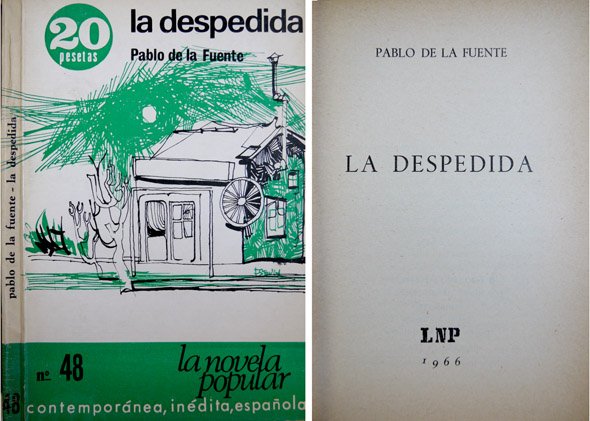 20
pesetas
la despedida
Pablo de la Fuente
pablo de la fuente - la despedida
nº 48
la novela
popular
48
contemporánea, inédita, española
PABLO DE LA FUENTE
LA DESPEDIDA
LNP
1966